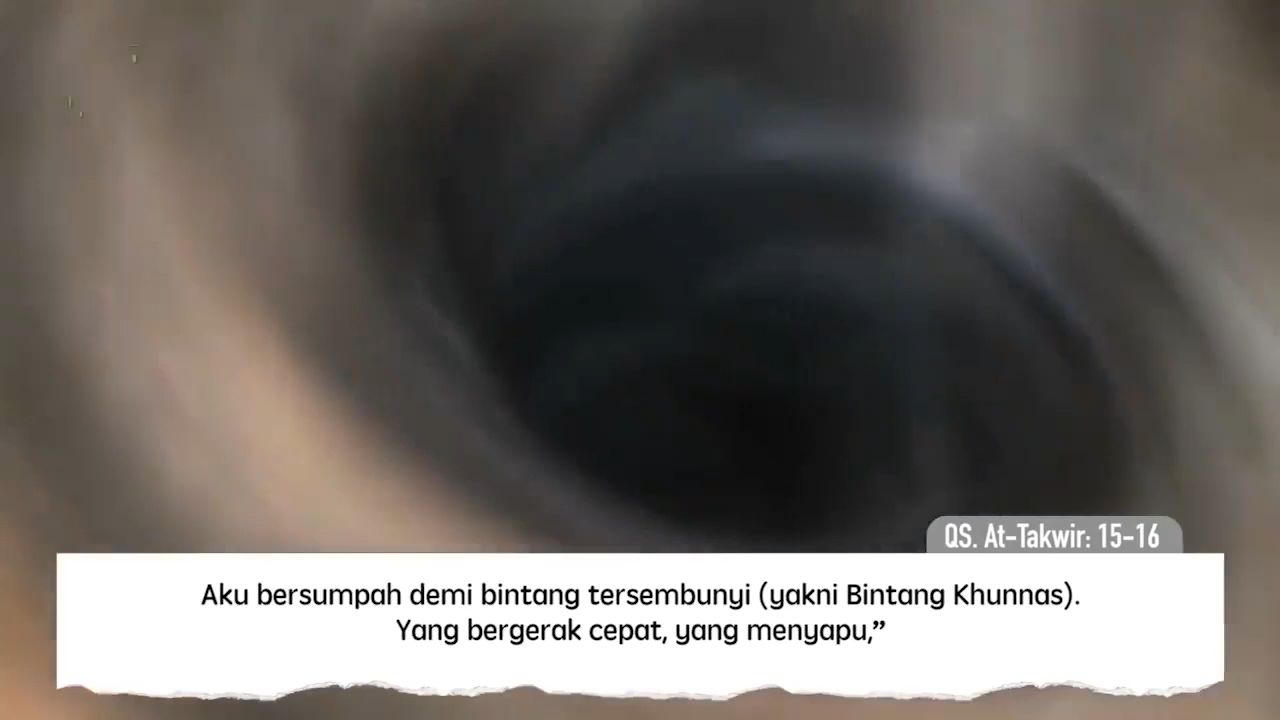 QS. At-Takwir: 15-16
Aku bersumpah demi bintang tersembunyi (yakni Bintang Khunnas).
Yang bergerak cepat, yang menyapu,”